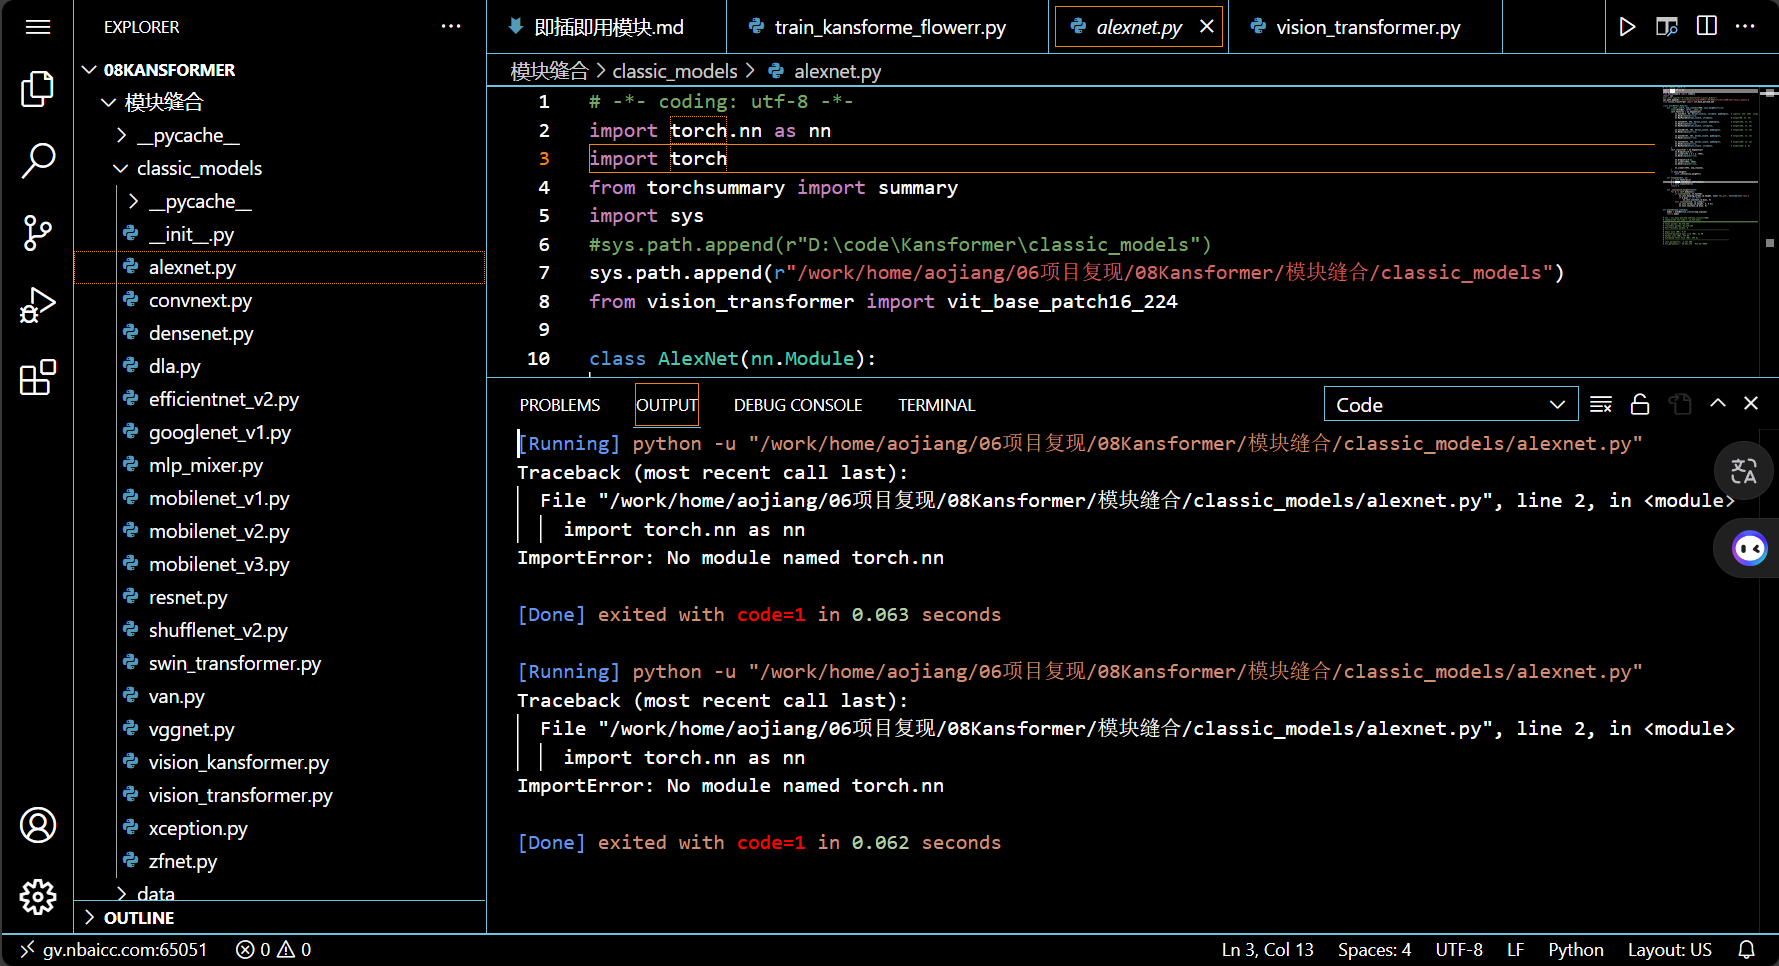 EXPLORER
即插即用模块.md
train_kansforme_flowerr.py
alexnet.py
vision_transformer.py
08KANSFORMER
模块缝合
__pycache__
classic_models
__pycache__
__init__.py
alexnet.py
convnext.py
densenet.py
dla.py
efficientnet_v2.py
googlenet_v1.py
mlp_mixer.py
mobilenet_v1.py
mobilenet_v2.py
mobilenet_v3.py
resnet.py
shufflenet_v2.py
swin_transformer.py
van.py
vggnet.py
vision_kansformer.py
vision_transformer.py
xception.py
zfnet.py
data
OUTLINE
模块缝合 > classic_models > alexnet.py
1 # -*- coding: utf-8 -*-
2 import torch.nn as nn
3 import torch
4 from torchsummary import summary
5 import sys
6 #sys.path.append(r"D:\code\Kansformer\classic_models")
7 sys.path.append(r"/work/home/aojiang/06项目复现/08Kansformer/模块缝合/classic_models")
8 from vision_transformer import vit_base_patch16_224
9
10 class AlexNet(nn.Module):
PROBLEMS OUTPUT DEBUG CONSOLE TERMINAL Code
[Running] python -u "/work/home/aojiang/06项目复现/08Kansformer/模块缝合/classic_models/alexnet.py"
Traceback (most recent call last):
File "/work/home/aojiang/06项目复现/08Kansformer/模块缝合/classic_models/alexnet.py", line 2, in <module>
import torch.nn as nn
ImportError: No module named torch.nn
[Done] exited with code=1 in 0.063 seconds
[Running] python -u "/work/home/aojiang/06项目复现/08Kansformer/模块缝合/classic_models/alexnet.py"
Traceback (most recent call last):
File "/work/home/aojiang/06项目复现/08Kansformer/模块缝合/classic_models/alexnet.py", line 2, in <module>
import torch.nn as nn
ImportError: No module named torch.nn
[Done] exited with code=1 in 0.062 seconds
gv.nbaicc.com:65051 0 0 Ln 3, Col 13 Spaces: 4 UTF-8 LF Python Layout: US